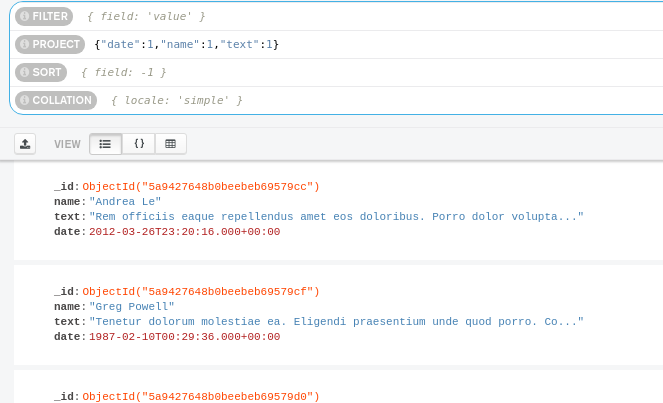 FILTER { field: 'value' }
PROJECT {"date":1,"name":1,"text":1}
SORT { field: -1 }
COLLATION { locale: 'simple' }
VIEW {}
_id: ObjectId("5a9427648b0beebeb69579cc")
name: "Andrea Le"
text: "Rem officiis eaque repellendus amet eos doloribus. Porro dolor volupta..."
date: 2012-03-26T23:20:16.000+00:00
_id: ObjectId("5a9427648b0beebeb69579cf")
name: "Greg Powell"
text: "Tenetur dolorum molestiae ea. Eligendi praesentium unde quod porro. Co..."
date: 1987-02-10T00:29:36.000+00:00
_id: ObjectId("5a9427648b0beebeb69579d0")